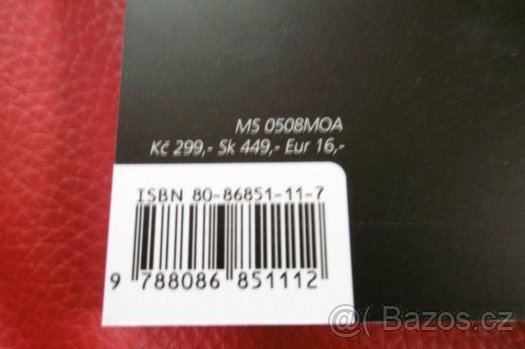 MS 0508MOA
Kč 299,- Sk 449,- Eur 16,-
ISBN 80-86851-11-7
9 788086 851112
@ Bazos.cz